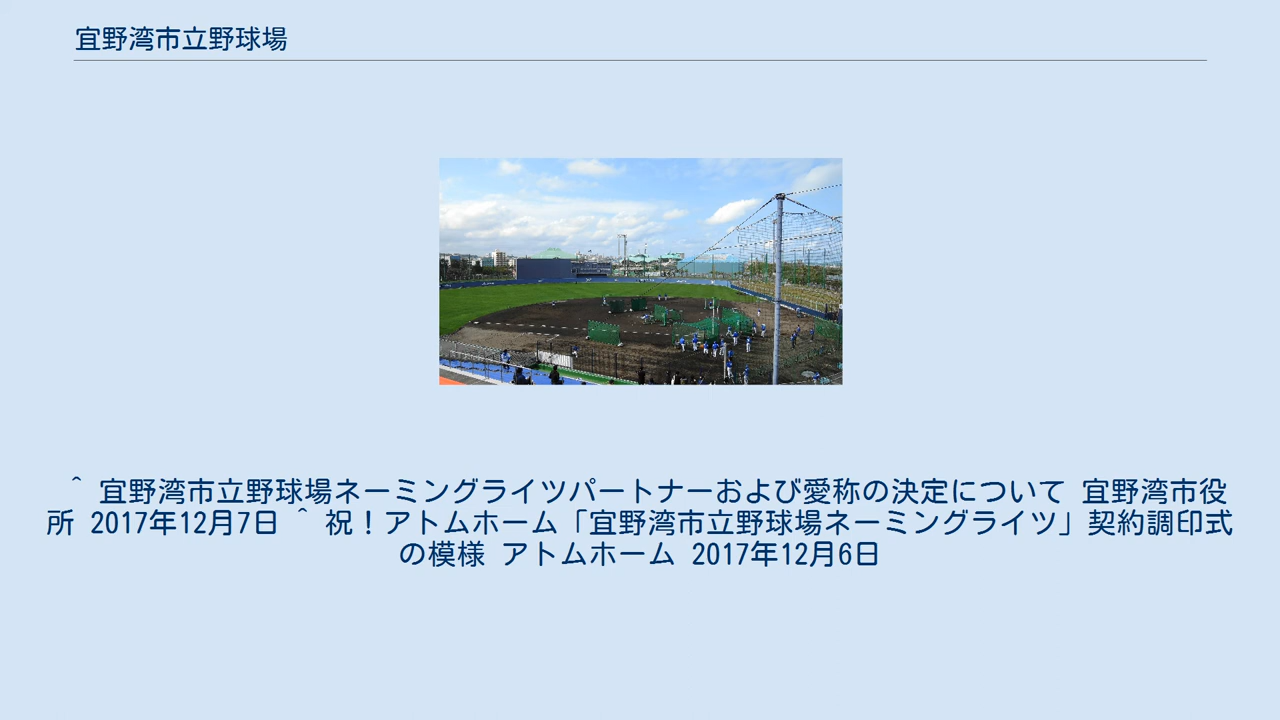 宜野湾市立野球場
^ 宜野湾市立野球場ネーミングライツパートナーおよび愛称の決定について 宜野湾市役
所 2017年12月7日 ^ 祝！アトムホーム「宜野湾市立野球場ネーミングライツ」契約調印式
の模様 アトムホーム 2017年12月6日